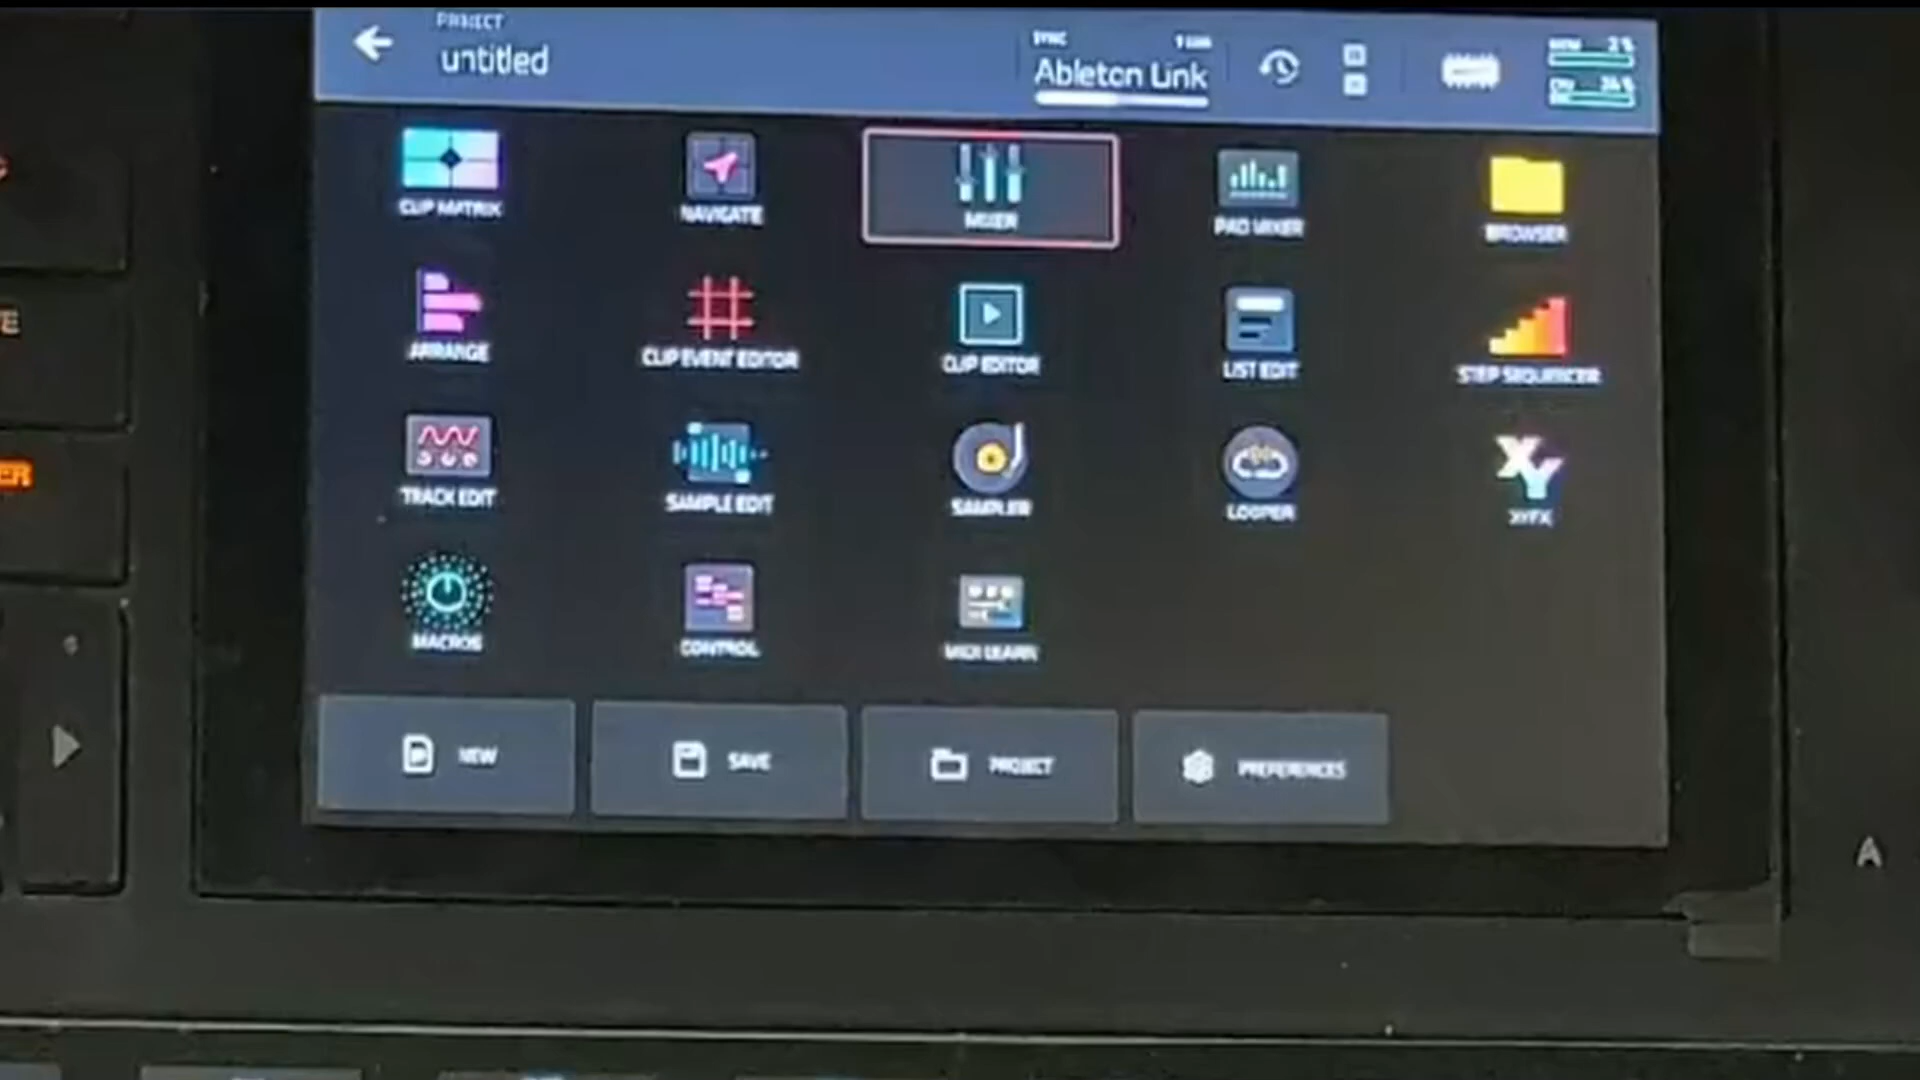 PROJECT
untitled
SYNC
Ableton Link
CLIP MATRIX
NAVIGATE
MIXER
PAD MIXER
BROWSER
ARRANGE
CLIP EVENT EDITOR
CLIP EDITOR
LIST EDIT
STEP SEQUENCER
TRACK EDIT
SAMPLE EDIT
SAMPLER
LOOPER
XY
XYFX
MACROS
CONTROL
MIDI LEARN
NEW
SAVE
PROJECT
PREFERENCES
A